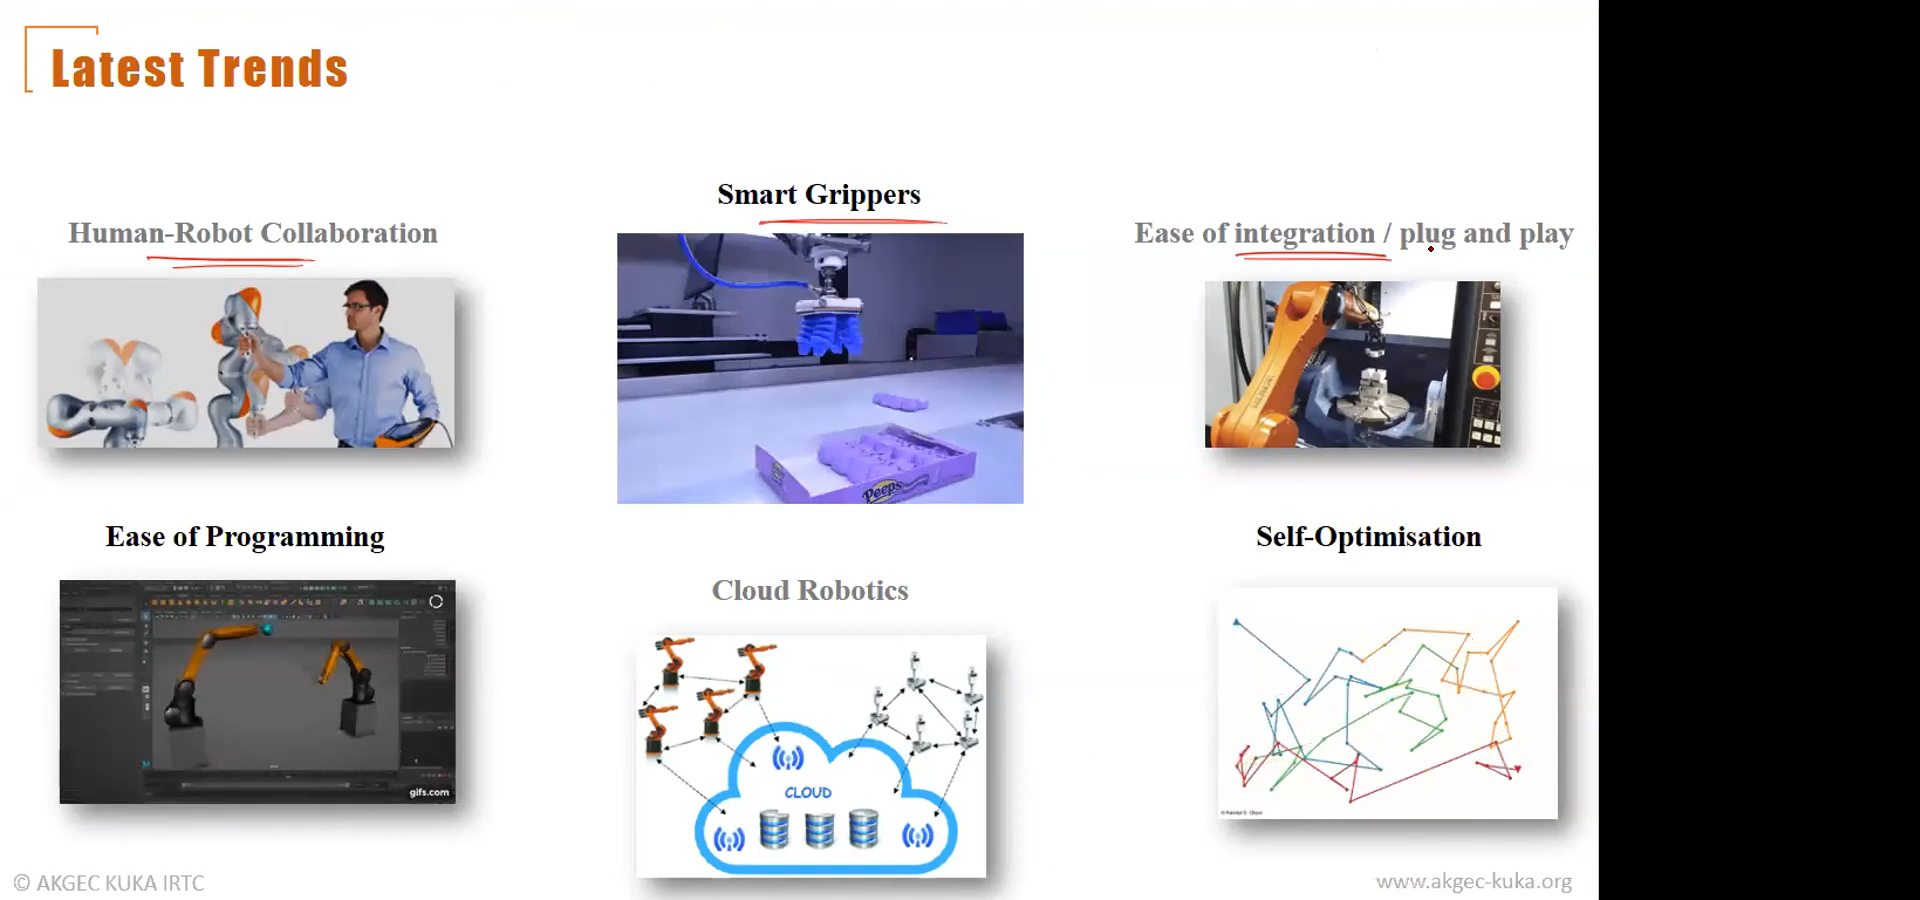 Latest Trends
Human-Robot Collaboration
Smart Grippers
Ease of integration / plug and play
Peeps
Ease of Programming
gifs.com
Cloud Robotics
CLOUD
Self-Optimisation
© AKGEC KUKA IRTC
www.akgec-kuka.org